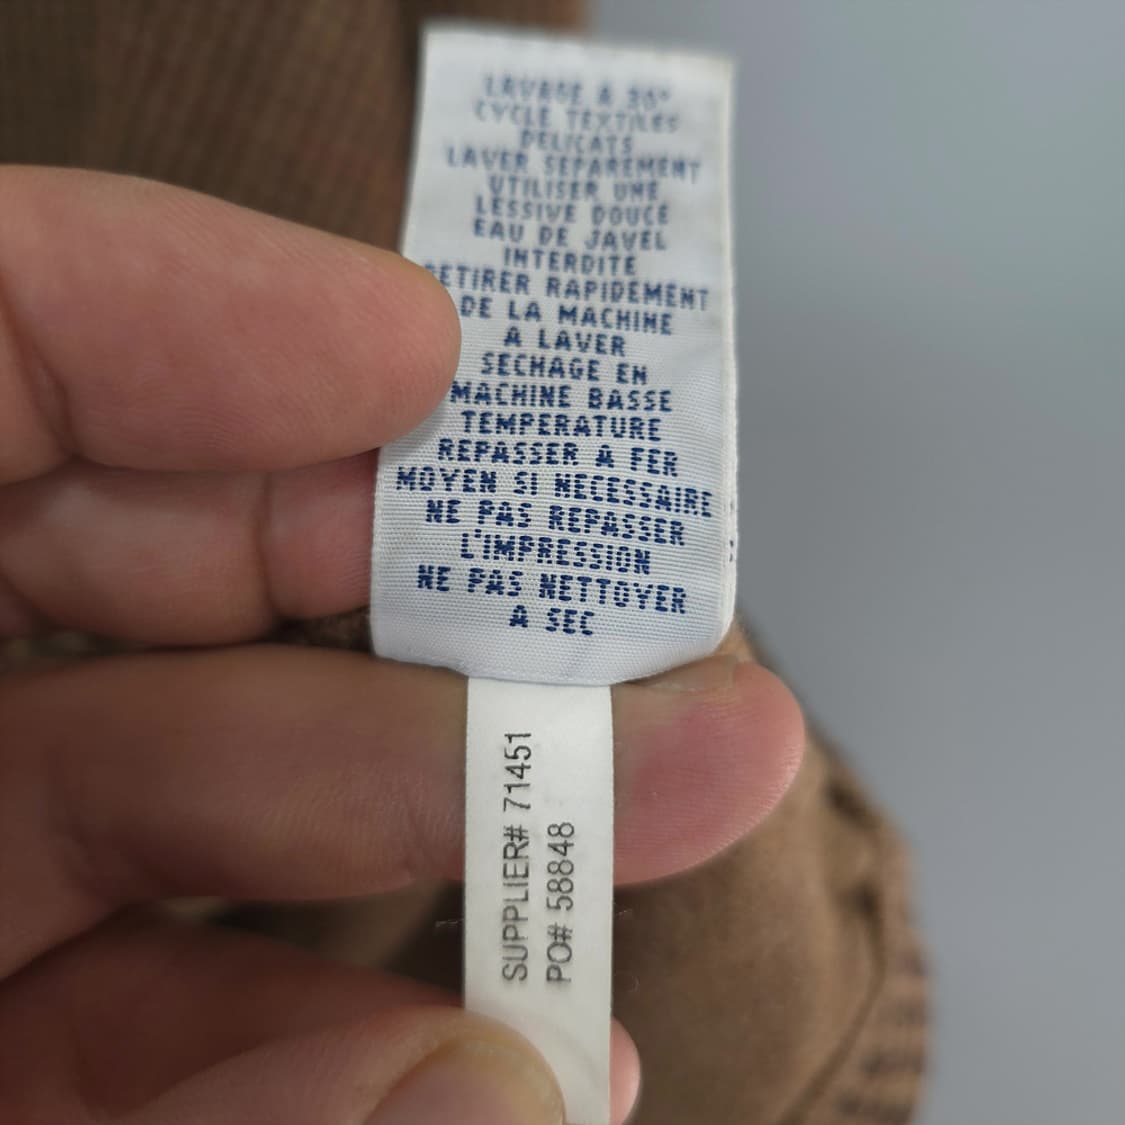 LAVAGE A 30°
CYCLE TEXTILES
DELICATS
LAVER SEPAREMENT
UTILISER UNE
LESSIVE DOUCE
EAU DE JAVEL
INTERDITE
RETIRER RAPIDEMENT
DE LA MACHINE
A LAVER
SECHAGE EN
MACHINE BASSE
TEMPERATURE
REPASSER A FER
MOYEN SI NECESSAIRE
NE PAS REPASSER
L'IMPRESSION
NE PAS NETTOYER
A SEC
SUPPLIER# 71451
PO# 58848